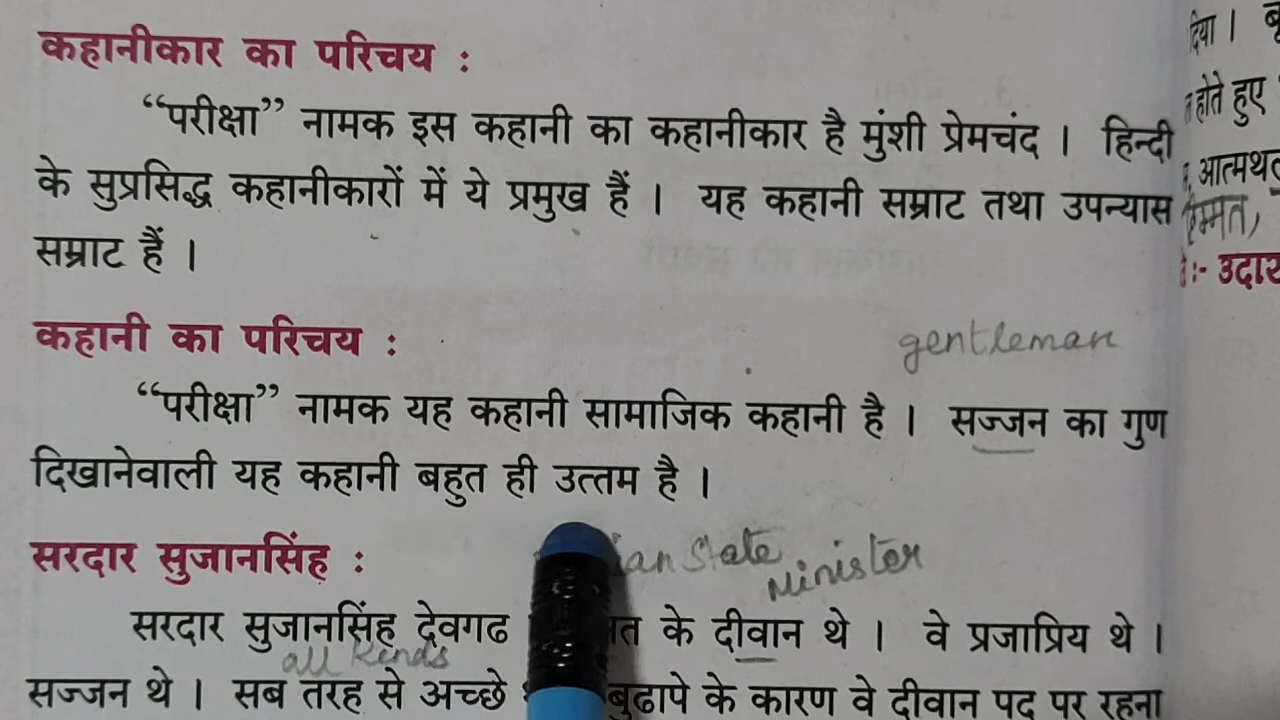 कहानीकार का परिचय :
“परीक्षा” नामक इस कहानी का कहानीकार है मुंशी प्रेमचंद । हिन्दी
के सुप्रसिद्ध कहानीकारों में ये प्रमुख हैं । यह कहानी सम्राट तथा उपन्यास
सम्राट हैं ।
कहानी का परिचय :
gentleman
“परीक्षा” नामक यह कहानी सामाजिक कहानी है । सज्जन का गुण
दिखानेवाली यह कहानी बहुत ही उत्तम है ।
सरदार सुजानसिंह :
State Minister
सरदार सुजानसिंह देवगढ के दीवान थे । वे प्रजाप्रिय थे ।
all kinds
सज्जन थे । सब तरह से अच्छे बुढापे के कारण वे दीवान पद पर रहना
दिया ।
होते हुए
उदार